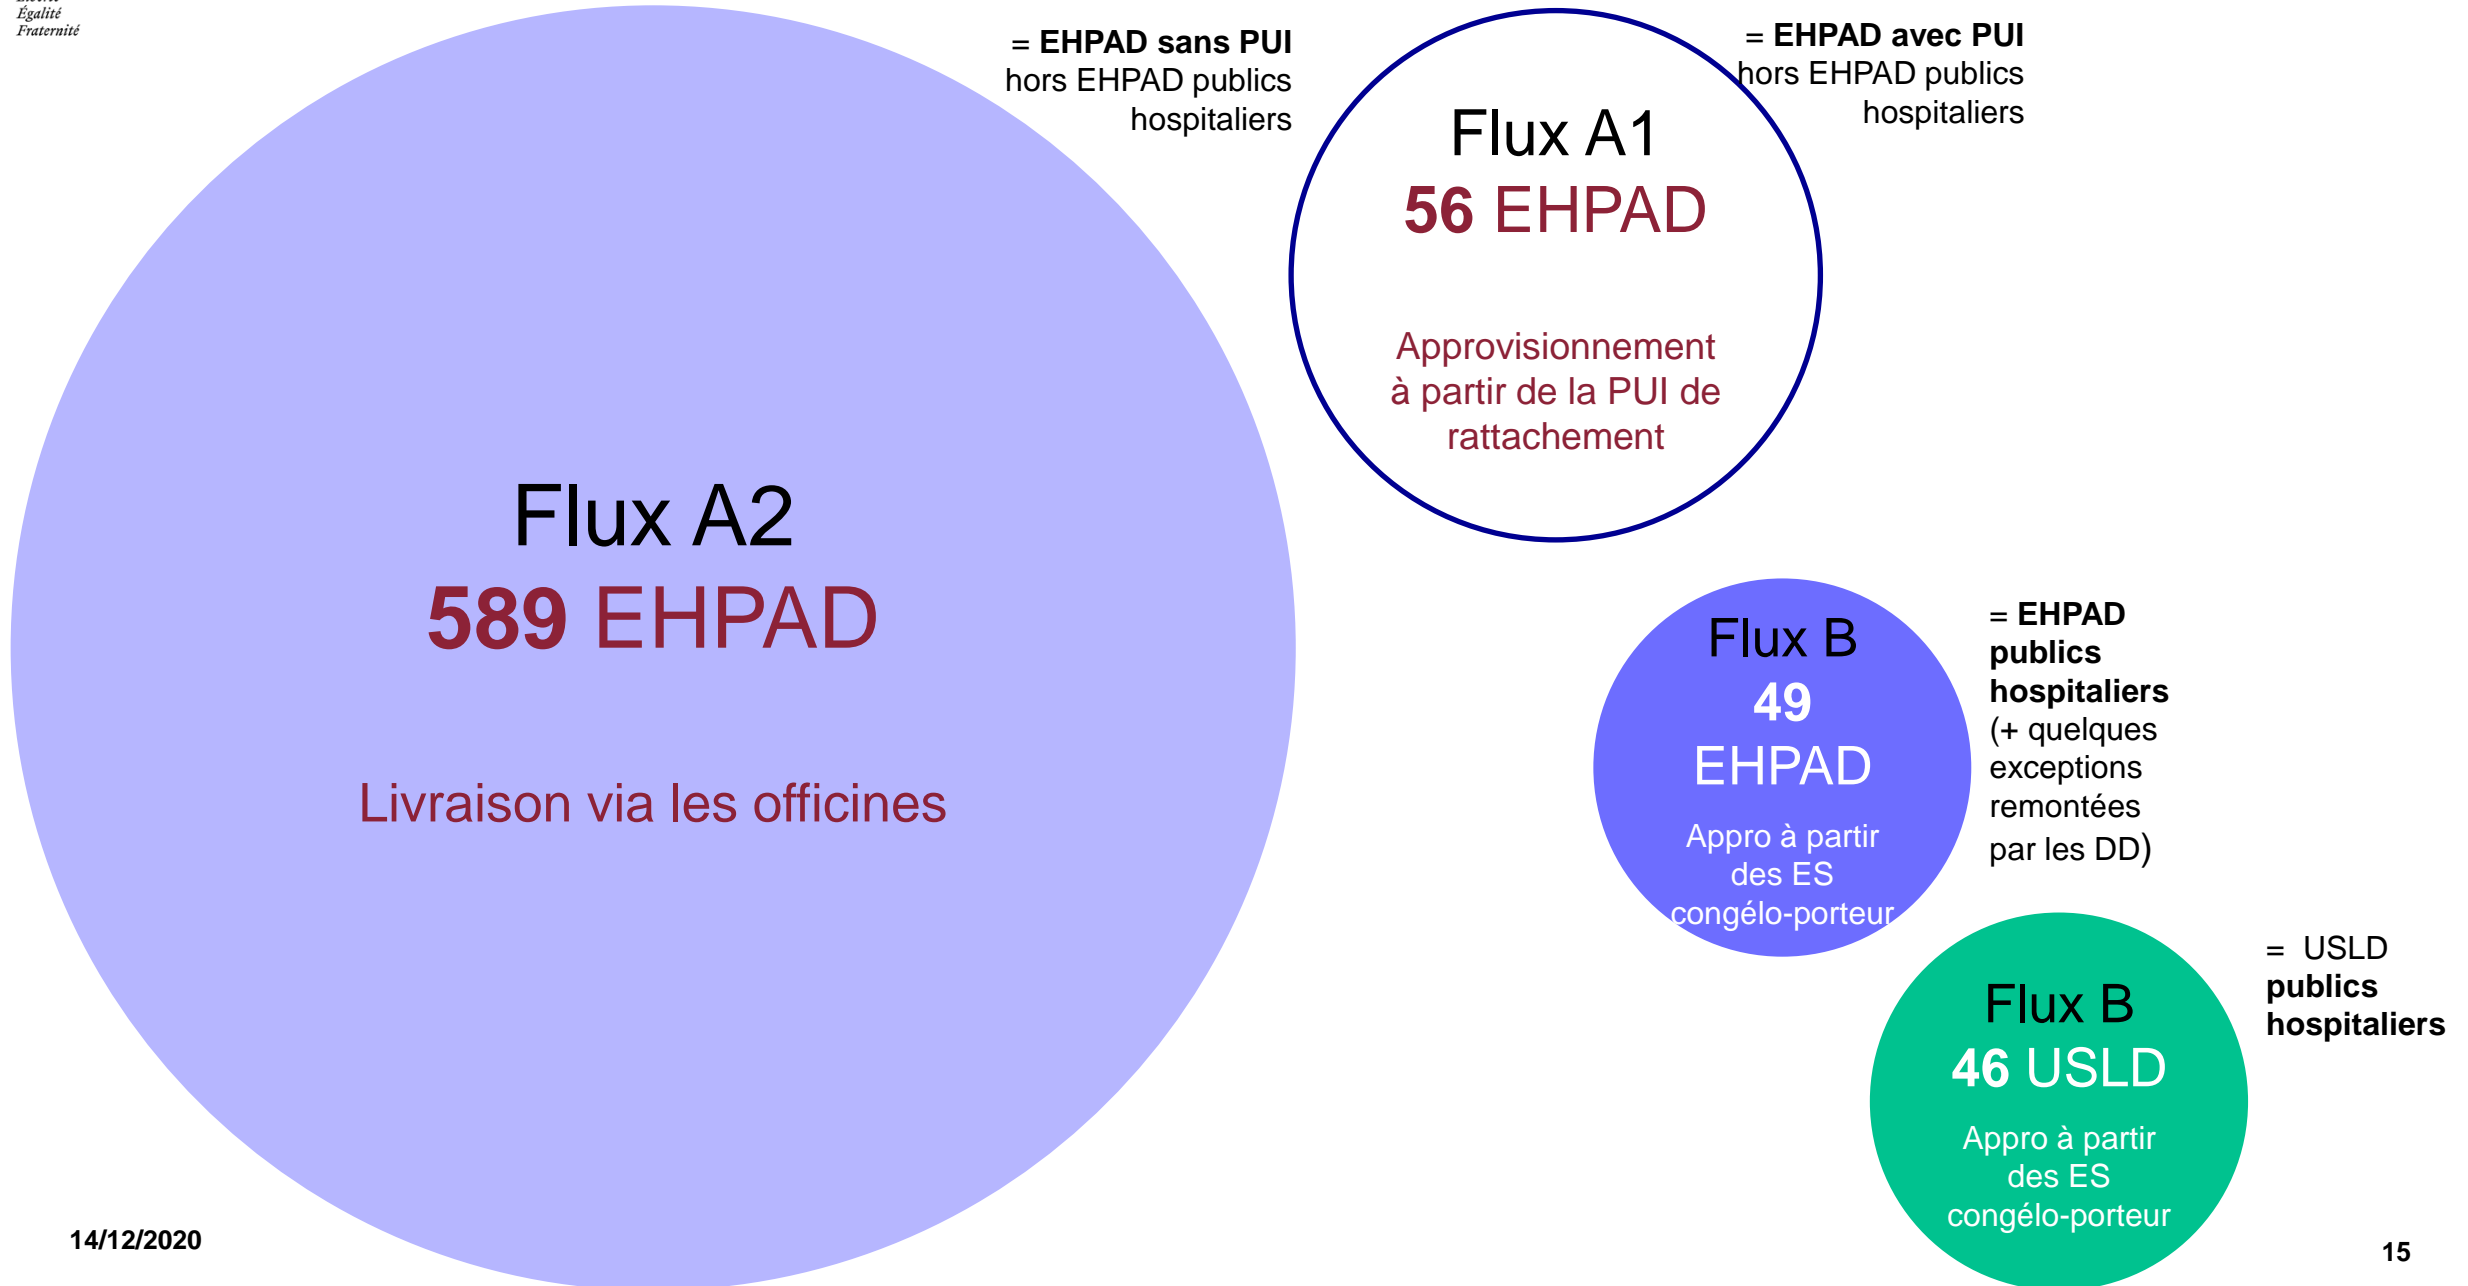 Égalité
Fraternité
= EHPAD sans PUI
hors EHPAD publics
hospitaliers
= EHPAD avec PUI
hors EHPAD publics
hospitaliers
Flux A1
56 EHPAD
Approvisionnement
à partir de la PUI de
rattachement
Flux A2
589 EHPAD
Livraison via les officines
Flux B
49
EHPAD
Appro à partir
des ES
congélo-porteur
= EHPAD
publics
hospitaliers
(+ quelques
exceptions
remontées
par les DD)
Flux B
46 USLD
Appro à partir
des ES
congélo-porteur
= USLD
publics
hospitaliers
14/12/2020
15